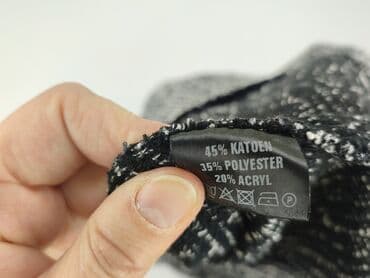 45% KATOEN
35% POLYESTER
20% ACRYL